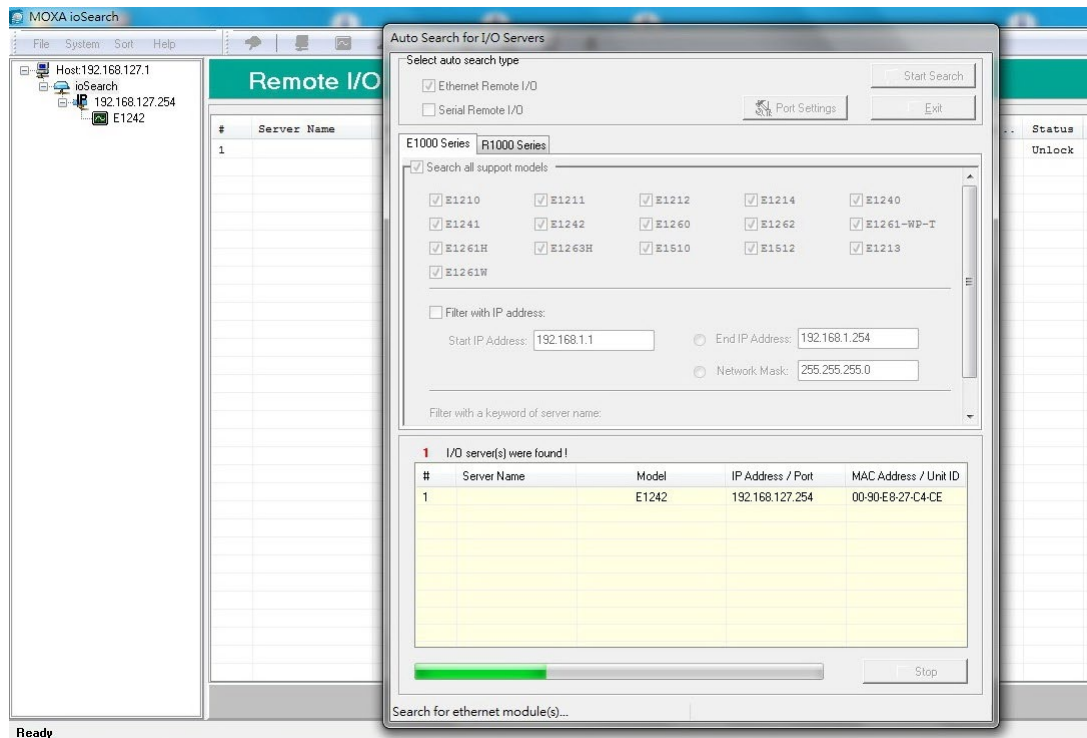 MOXA ioSearch
File System Sort Help
Host:192.168.127.1
ioSearch
192.168.127.254
E1242
Remote I/O
# Server Name .. Status
1 Unlock
Auto Search for I/O Servers
Select auto search type
Ethernet Remote I/O
Start Search
Serial Remote I/O
Port Settings
Exit
E1000 Series R1000 Series
Search all support models
E1210 E1211 E1212 E1214 E1240
E1241 E1242 E1260 E1262 E1261-WP-T
E1261H E1263H E1510 E1512 E1213
E1261W
Filter with IP address:
Start IP Address: 192.168.1.1 End IP Address: 192.168.1.254
Network Mask: 255.255.255.0
Filter with a keyword of server name:
1 I/O server(s) were found !
# Server Name Model IP Address / Port MAC Address / Unit ID
1 E1242 192.168.127.254 00-90-E8-27-C4-CE
Stop
Search for ethernet module(s)...
Ready